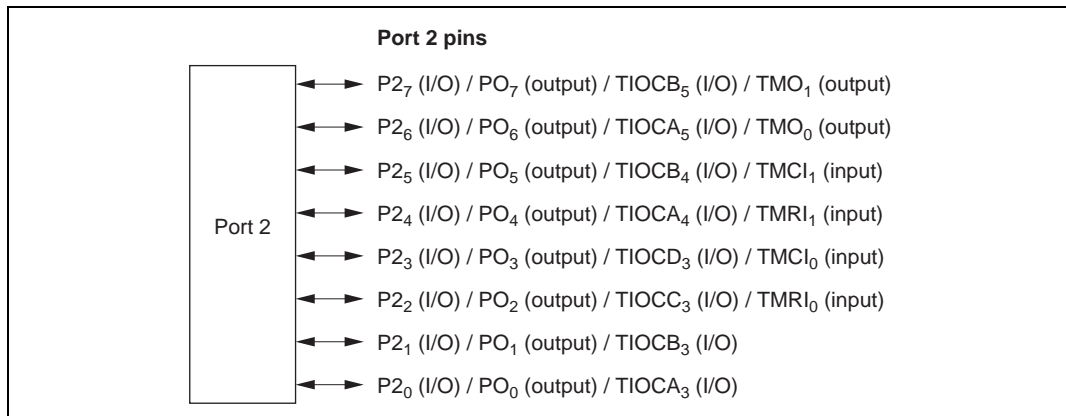 Port 2 pins
P2₇ (I/O) / PO₇ (output) / TIOCB₅ (I/O) / TMO₁ (output)
P2₆ (I/O) / PO₆ (output) / TIOCA₅ (I/O) / TMO₀ (output)
P2₅ (I/O) / PO₅ (output) / TIOCB₄ (I/O) / TMCI₁ (input)
P2₄ (I/O) / PO₄ (output) / TIOCA₄ (I/O) / TMRI₁ (input)
Port 2
P2₃ (I/O) / PO₃ (output) / TIOCD₃ (I/O) / TMCI₀ (input)
P2₂ (I/O) / PO₂ (output) / TIOCC₃ (I/O) / TMRI₀ (input)
P2₁ (I/O) / PO₁ (output) / TIOCB₃ (I/O)
P2₀ (I/O) / PO₀ (output) / TIOCA₃ (I/O)